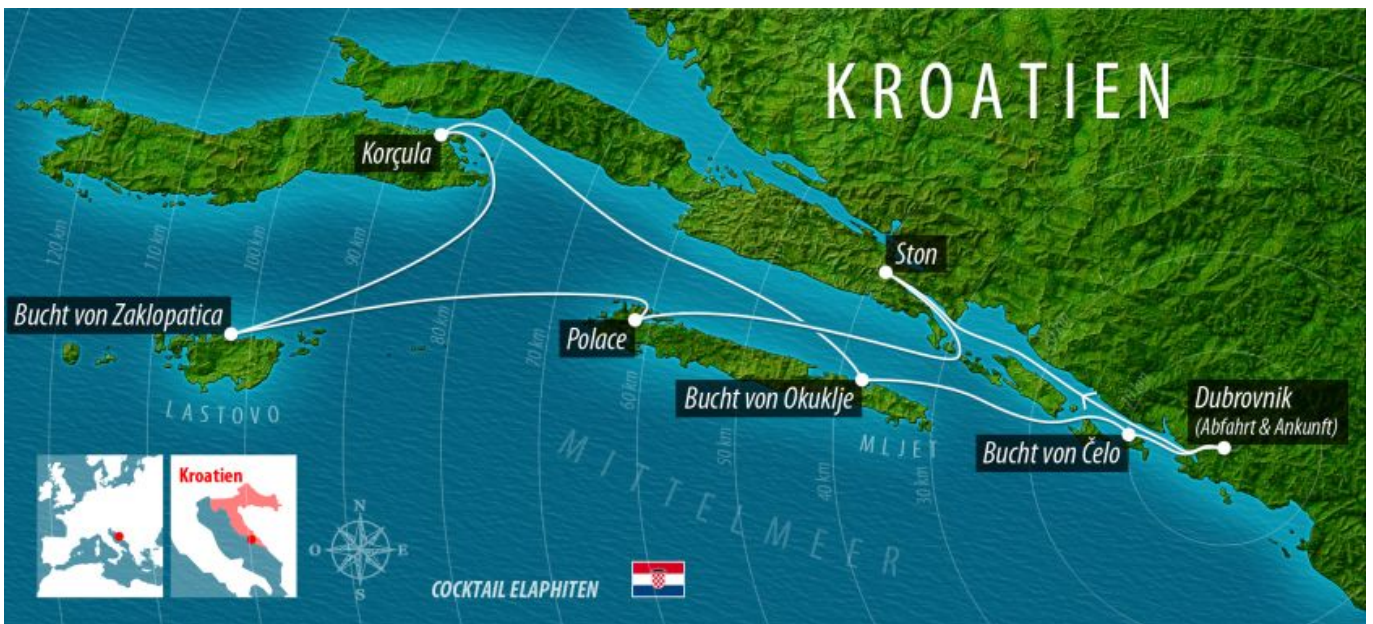 KROATIEN
Korçula
Ston
Bucht von Zaklopatica
Polace
Bucht von Okuklje
Bucht von Čelo
Dubrovnik
(Abfahrt & Ankunft)
LASTOVO
MLJET
MITTELMEER
120 km
110 km
100 km
90 km
80 km
70 km
60 km
50 km
40 km
30 km
Kroatien
N
O
E
S
COCKTAIL ELAPHITEN